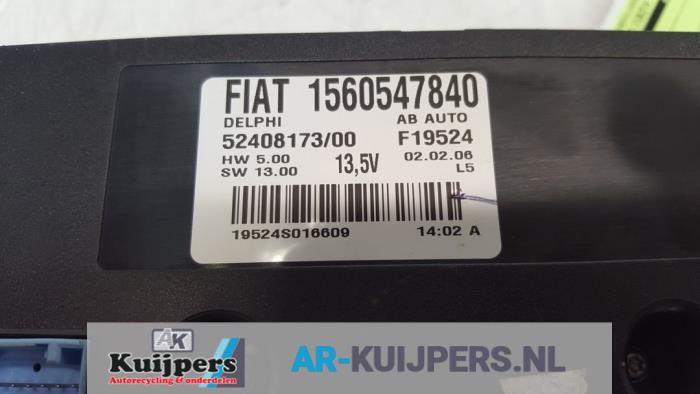 FIAT 1560547840
DELPHI AB AUTO
52408173/00 F19524
HW 5.00 13,5V 02.02.06
SW 13.00 L5
19524S016609 14:02 A
AK
Kuijpers
Autorecycling & onderdelen
AR-KUIJPERS.NL